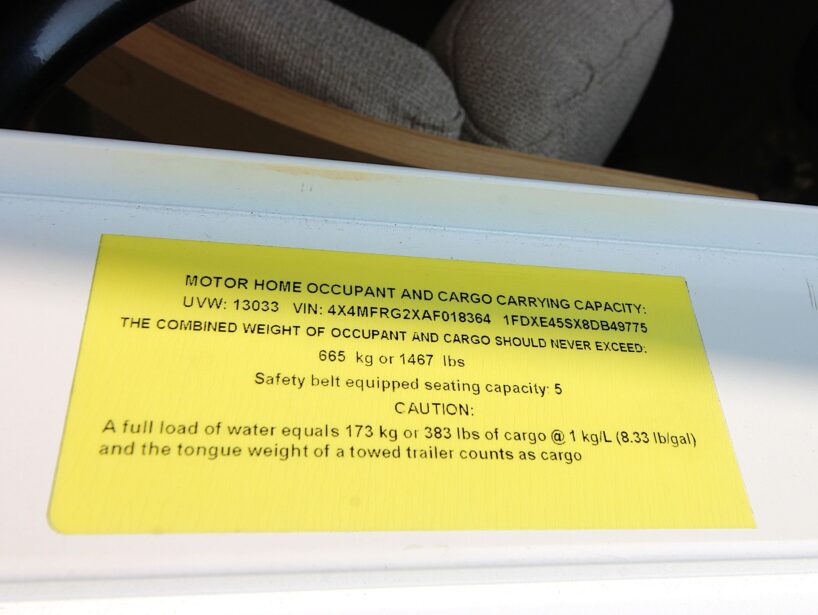 MOTOR HOME OCCUPANT AND CARGO CARRYING CAPACITY:
UVW: 13033 VIN: 4X4MFRG2XAF018364 1FDXE45SX8DB49775
THE COMBINED WEIGHT OF OCCUPANT AND CARGO SHOULD NEVER EXCEED:
665 kg or 1467 lbs
Safety belt equipped seating capacity: 5
CAUTION:
A full load of water equals 173 kg or 383 lbs of cargo @ 1 kg/L (8.33 lb/gal)
and the tongue weight of a towed trailer counts as cargo